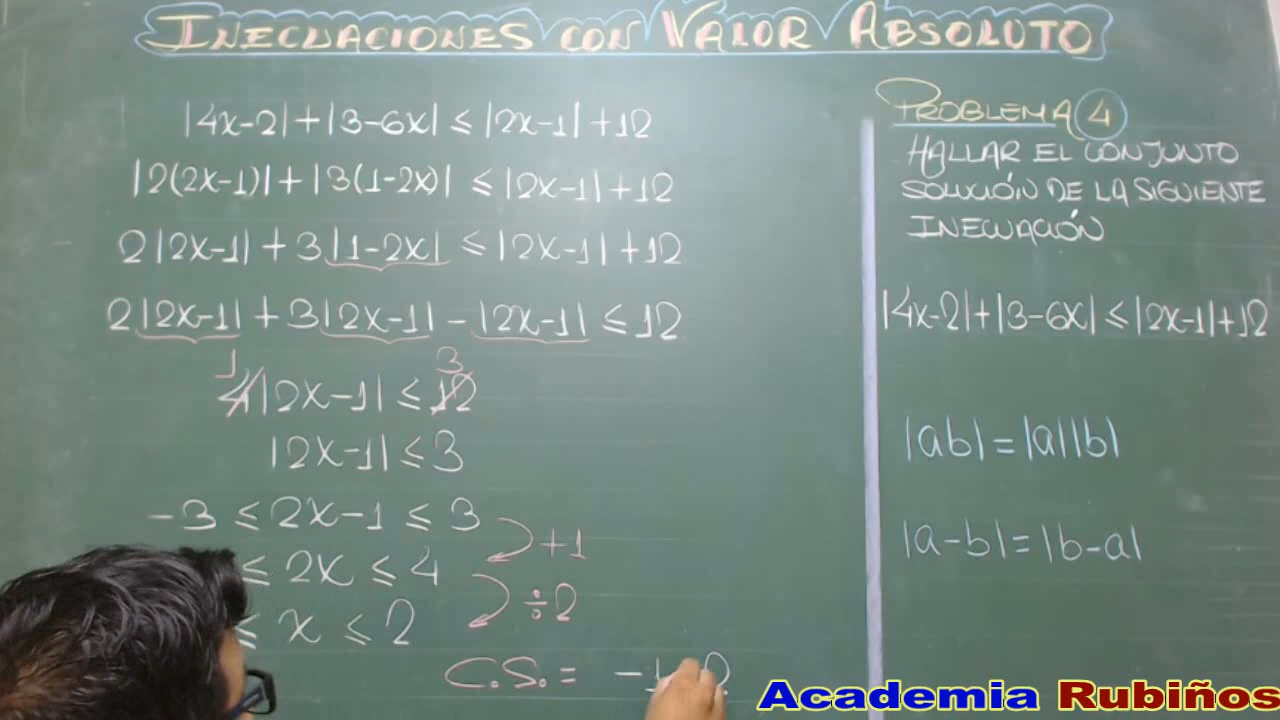 INECUACIONES CON VALOR ABSOLUTO
|4x-2|+|3-6x| ≤ |2x-1|+12
|2(2x-1)|+|3(1-2x)| ≤ |2x-1|+12
2|2x-1|+3|1-2x| ≤ |2x-1|+12
2|2x-1|+3|2x-1|-|2x-1| ≤ 12
1 3
4|2x-1| ≤ 12
|2x-1| ≤ 3
-3 ≤ 2x-1 ≤ 3
+1
≤ 2x ≤ 4
÷2
≤ x ≤ 2
C.S. = -1 2
PROBLEMA 4
HALLAR EL CONJUNTO
SOLUCIÓN DE LA SIGUIENTE
INECUACIÓN
|4x-2|+|3-6x| ≤ |2x-1|+12
|ab|=|a||b|
|a-b|=|b-a|
Academia Rubiños